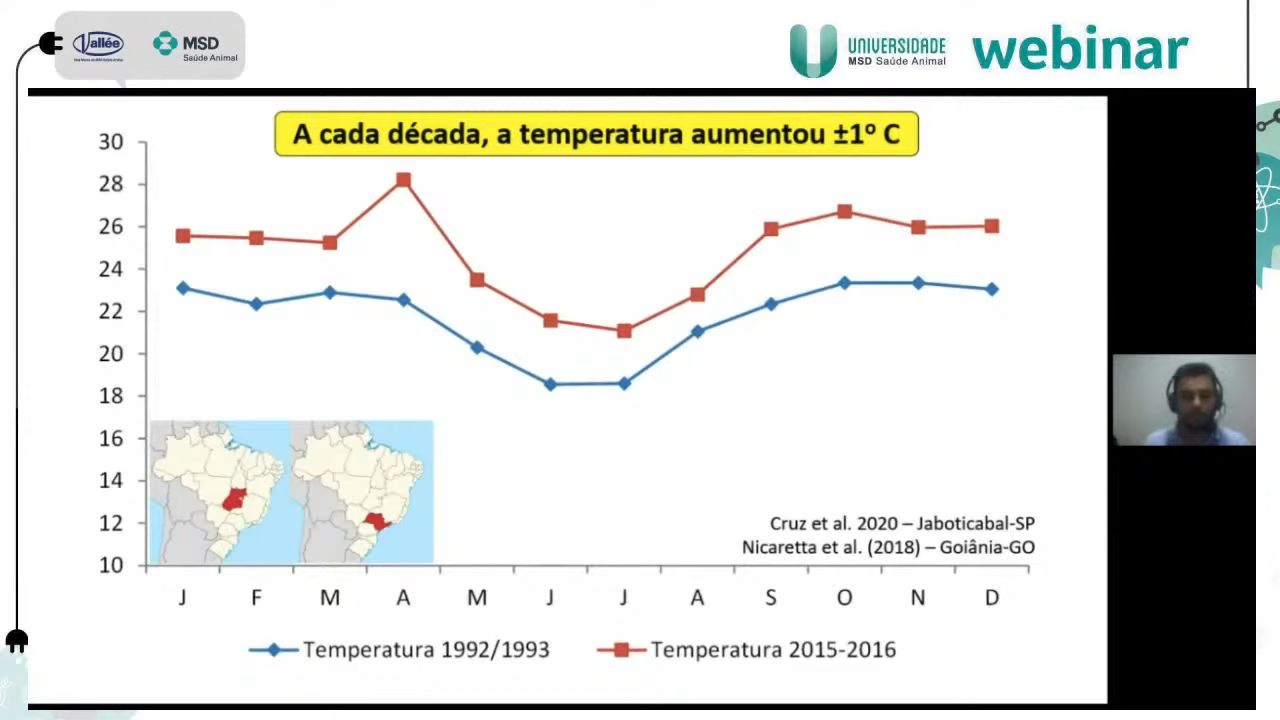 Vallée
MSD
Saúde Animal
UNIVERSIDADE
MSD Saúde Animal
webinar
A cada década, a temperatura aumentou ±1º C
30
28
26
24
22
20
18
16
14
12
10
Cruz et al. 2020 – Jaboticabal-SP
Nicaretta et al. (2018) – Goiânia-GO
J F M A M J J A S O N D
Temperatura 1992/1993 Temperatura 2015-2016